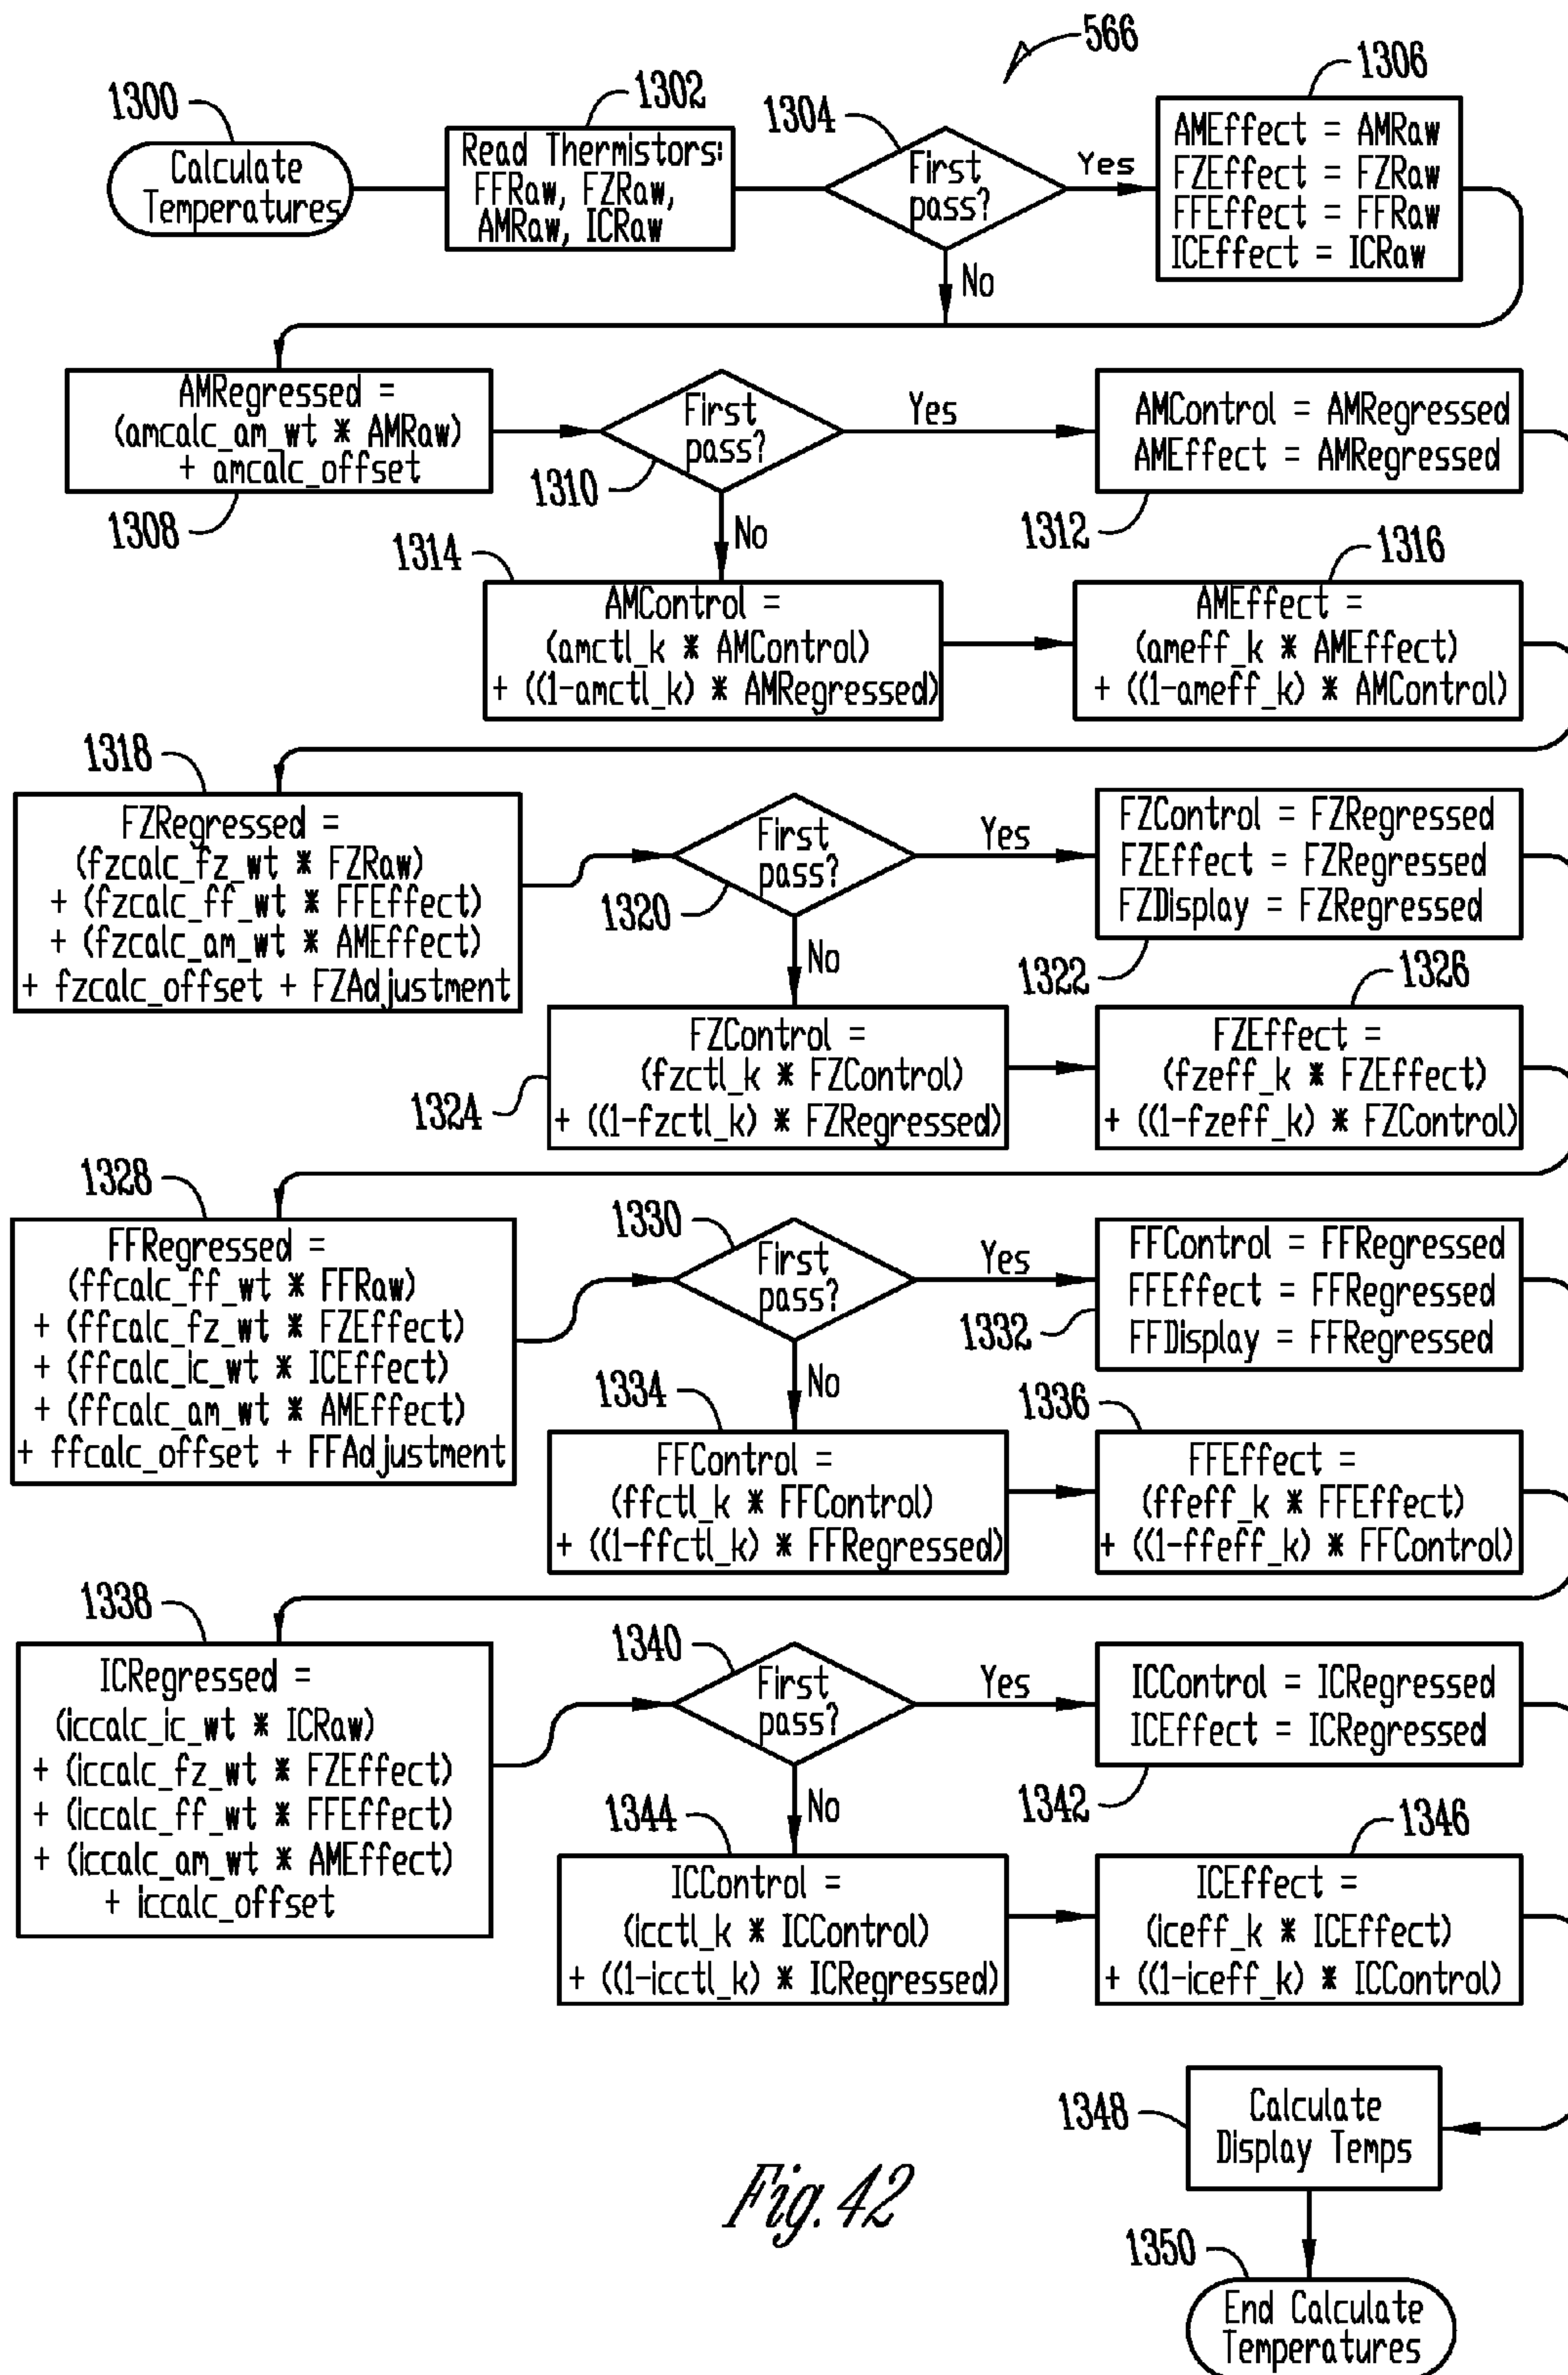 566
1300
Calculate
Temperatures
1302
Read Thermistors:
FFRaw, FZRaw,
AMRaw, ICRaw
1304
First
pass?
Yes
No
1306
AMEffect = AMRaw
FZEffect = FZRaw
FFEffect = FFRaw
ICEffect = ICRaw
AMRegressed =
(amcalc_am_wt * AMRaw)
+ amcalc_offset
1308
First
pass?
1310
Yes
No
AMControl = AMRegressed
AMEffect = AMRegressed
1312
1314
AMControl =
(amctl_k * AMControl)
+ ((1-amctl_k) * AMRegressed)
1316
AMEffect =
(ameff_k * AMEffect)
+ ((1-ameff_k) * AMControl)
1318
FZRegressed =
(fzcalc_fz_wt * FZRaw)
+ (fzcalc_ff_wt * FFEffect)
+ (fzcalc_am_wt * AMEffect)
+ fzcalc_offset + FZAdjustment
First
pass?
1320
Yes
No
FZControl = FZRegressed
FZEffect = FZRegressed
FZDisplay = FZRegressed
1322
FZControl =
(fzctl_k * FZControl)
+ ((1-fzctl_k) * FZRegressed)
1324
1326
FZEffect =
(fzeff_k * FZEffect)
+ ((1-fzeff_k) * FZControl)
1328
FFRegressed =
(ffcalc_ff_wt * FFRaw)
+ (ffcalc_fz_wt * FZEffect)
+ (ffcalc_ic_wt * ICEffect)
+ (ffcalc_am_wt * AMEffect)
+ ffcalc_offset + FFAdjustment
1330
First
pass?
Yes
No
FFControl = FFRegressed
FFEffect = FFRegressed
FFDisplay = FFRegressed
1332
1334
FFControl =
(ffctl_k * FFControl)
+ ((1-ffctl_k) * FFRegressed)
1336
FFEffect =
(ffeff_k * FFEffect)
+ ((1-ffeff_k) * FFControl)
1338
ICRegressed =
(iccalc_ic_wt * ICRaw)
+ (iccalc_fz_wt * FZEffect)
+ (iccalc_ff_wt * FFEffect)
+ (iccalc_am_wt * AMEffect)
+ iccalc_offset
1340
First
pass?
Yes
No
ICControl = ICRegressed
ICEffect = ICRegressed
1342
1344
ICControl =
(icctl_k * ICControl)
+ ((1-icctl_k) * ICRegressed)
1346
ICEffect =
(iceff_k * ICEffect)
+ ((1-iceff_k) * ICControl)
1348
Calculate
Display Temps
1350
End Calculate
Temperatures
Fig. 42